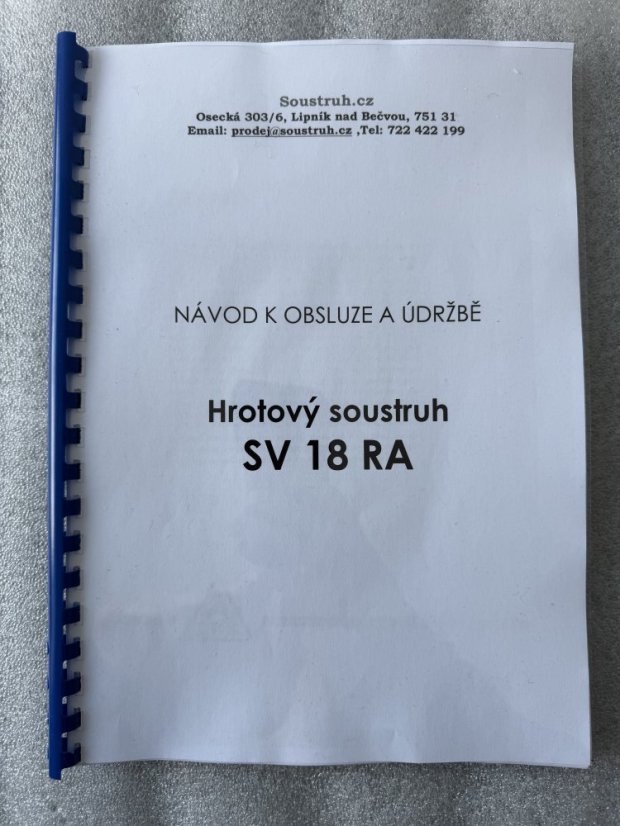 Soustruh.cz
Osecká 303/6, Lipník nad Bečvou, 751 31
Email: prodej@soustruh.cz ,Tel: 722 422 199
NÁVOD K OBSLUZE A ÚDRŽBĚ
Hrotový soustruh
SV 18 RA